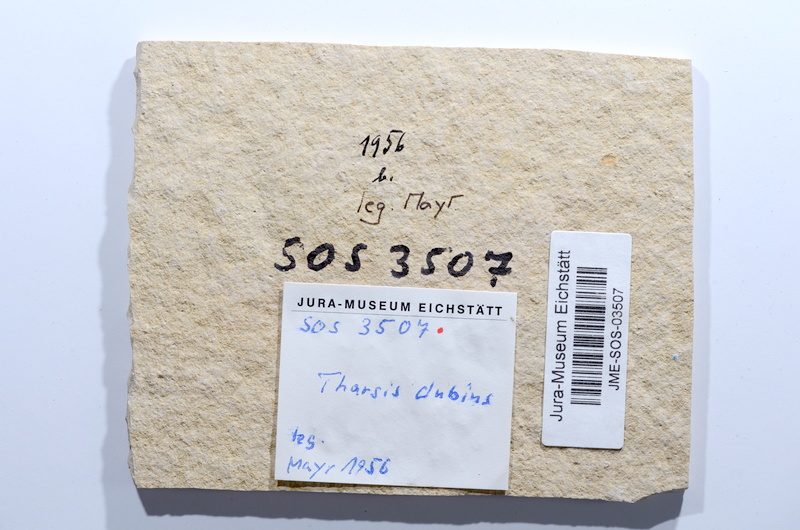 1956
b.
leg. Mayr
SOS 3507
JURA-MUSEUM EICHSTÄTT
SOS 3507
Tharsis dubius
leg.
Mayr 1956
Jura-Museum Eichstätt
JME-SOS-03507